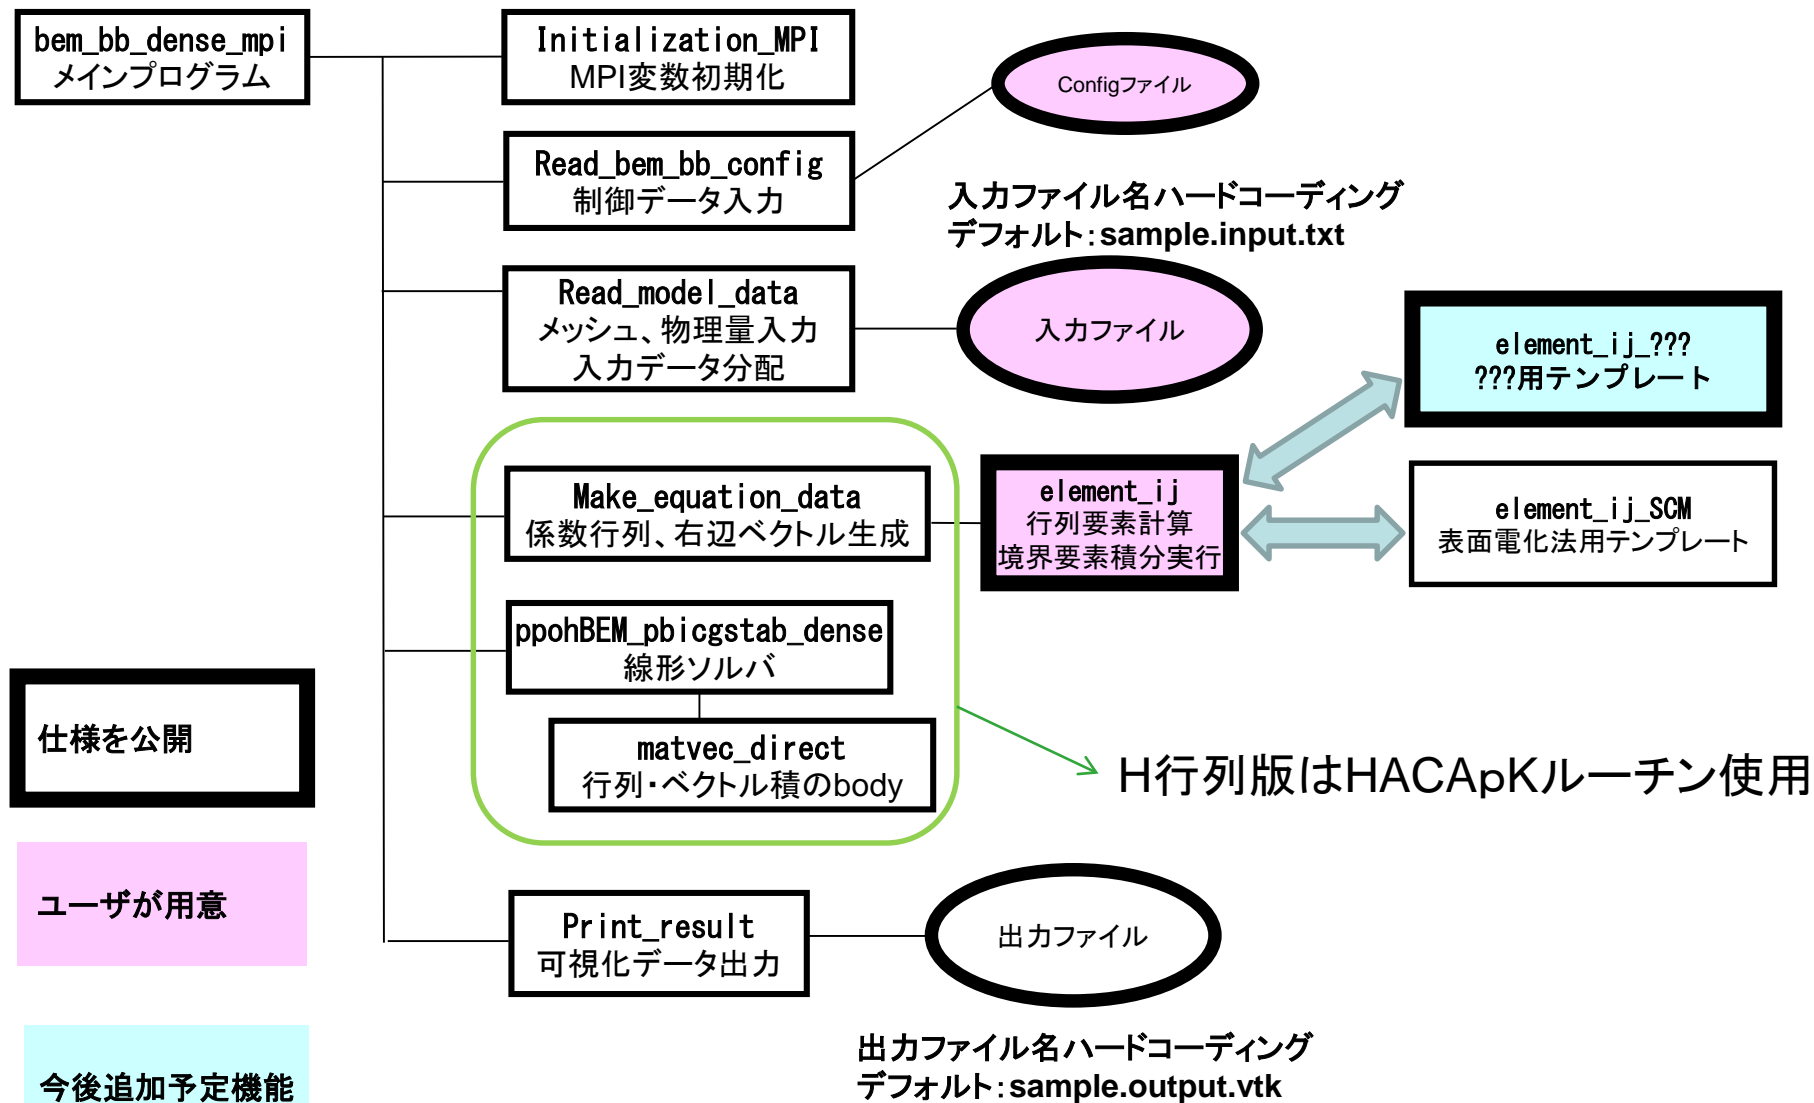 bem_bb_dense_mpi
メインプログラム
Initialization_MPI
MPI変数初期化
Configファイル
Read_bem_bb_config
制御データ入力
入力ファイル名ハードコーディング
デフォルト：sample.input.txt
Read_model_data
メッシュ、物理量入力
入力データ分配
入力ファイル
element_ij_???
???用テンプレート
Make_equation_data
係数行列、右辺ベクトル生成
element_ij
行列要素計算
境界要素積分実行
element_ij_SCM
表面電化法用テンプレート
ppohBEM_pbicgstab_dense
線形ソルバ
matvec_direct
行列・ベクトル積のbody
H行列版はHACApKルーチン使用
仕様を公開
ユーザが用意
今後追加予定機能
Print_result
可視化データ出力
出力ファイル
出力ファイル名ハードコーディング
デフォルト：sample.output.vtk